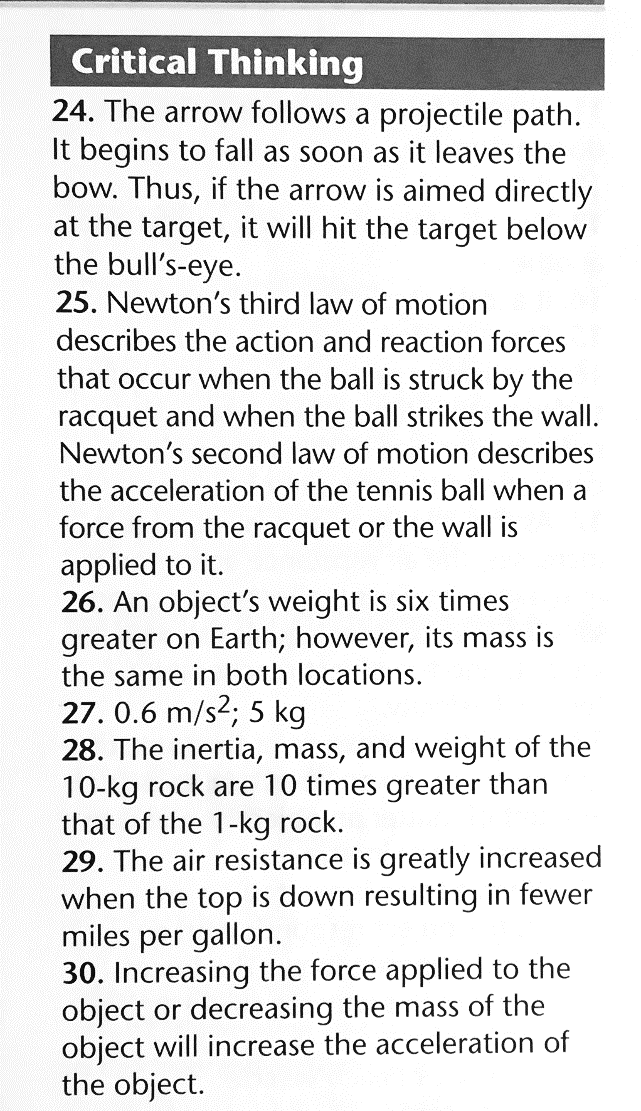 Critical Thinking
24. The arrow follows a projectile path.
It begins to fall as soon as it leaves the
bow. Thus, if the arrow is aimed directly
at the target, it will hit the target below
the bull's-eye.
25. Newton's third law of motion
describes the action and reaction forces
that occur when the ball is struck by the
racquet and when the ball strikes the wall.
Newton's second law of motion describes
the acceleration of the tennis ball when a
force from the racquet or the wall is
applied to it.
26. An object's weight is six times
greater on Earth; however, its mass is
the same in both locations.
27. 0.6 m/s²; 5 kg
28. The inertia, mass, and weight of the
10-kg rock are 10 times greater than
that of the 1-kg rock.
29. The air resistance is greatly increased
when the top is down resulting in fewer
miles per gallon.
30. Increasing the force applied to the
object or decreasing the mass of the
object will increase the acceleration of
the object.